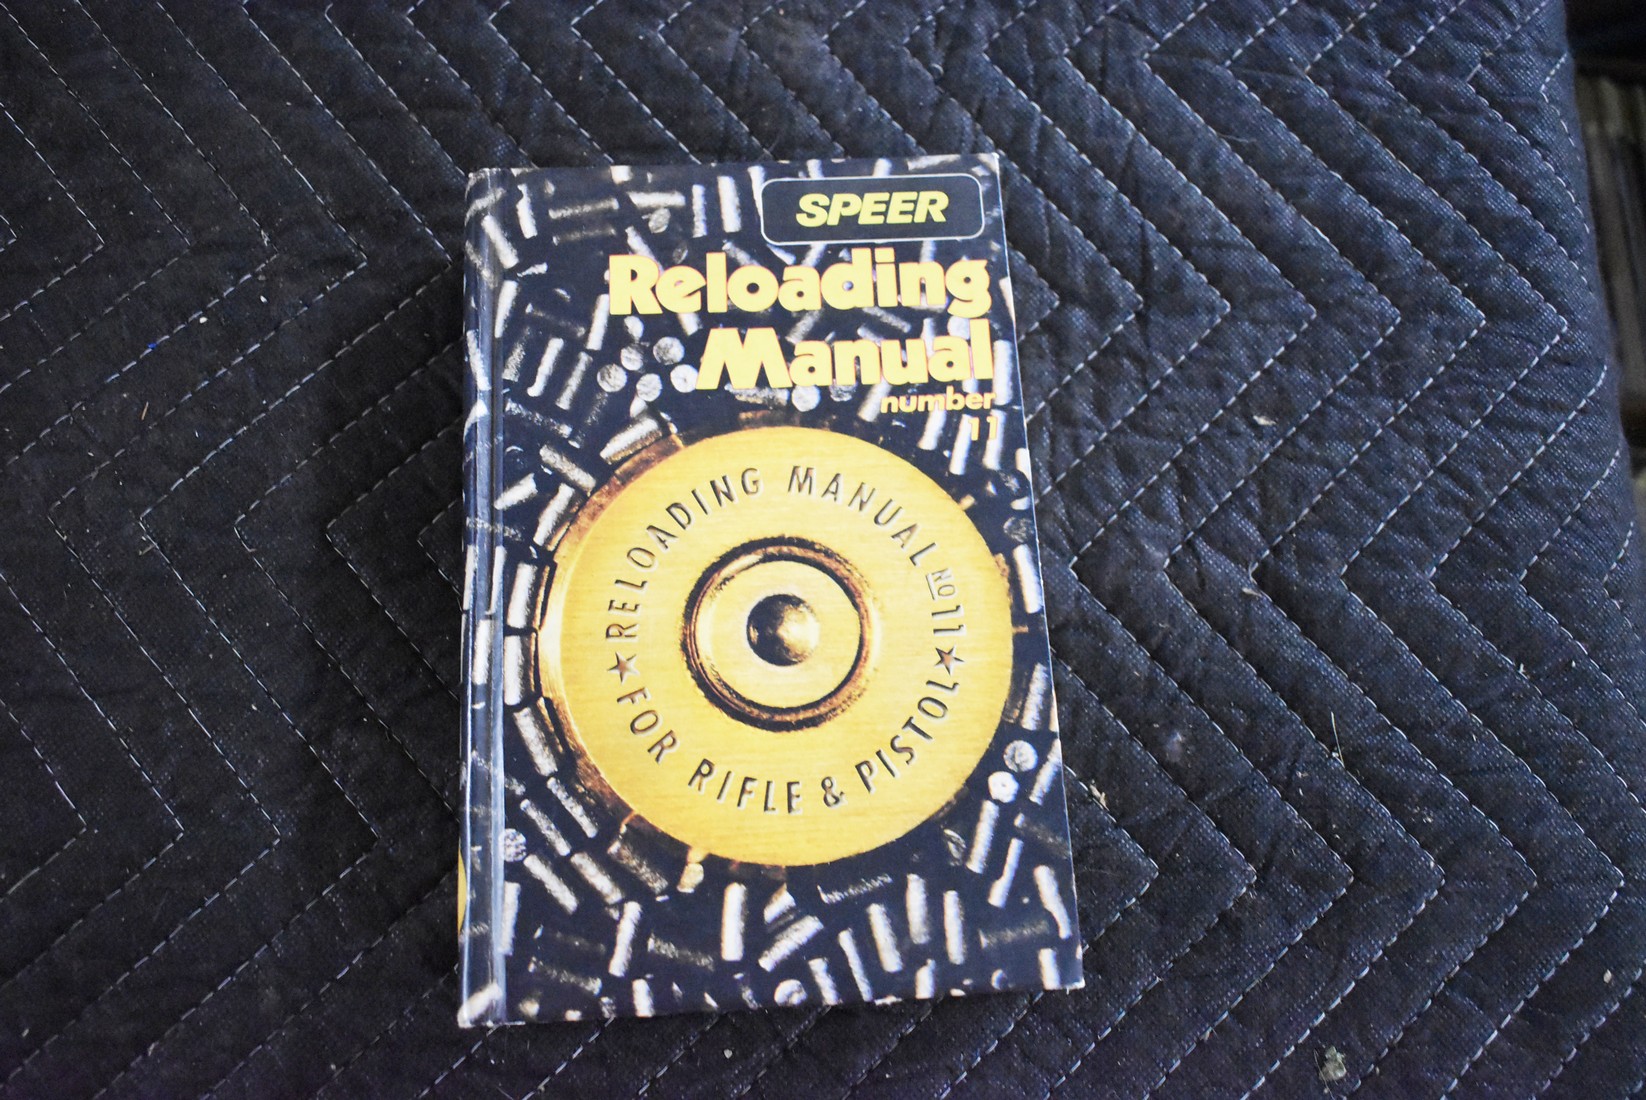 SPEER
Reloading
Manual
number
11
★ RELOADING MANUAL NO 11 ★
FOR RIFLE & PISTOL